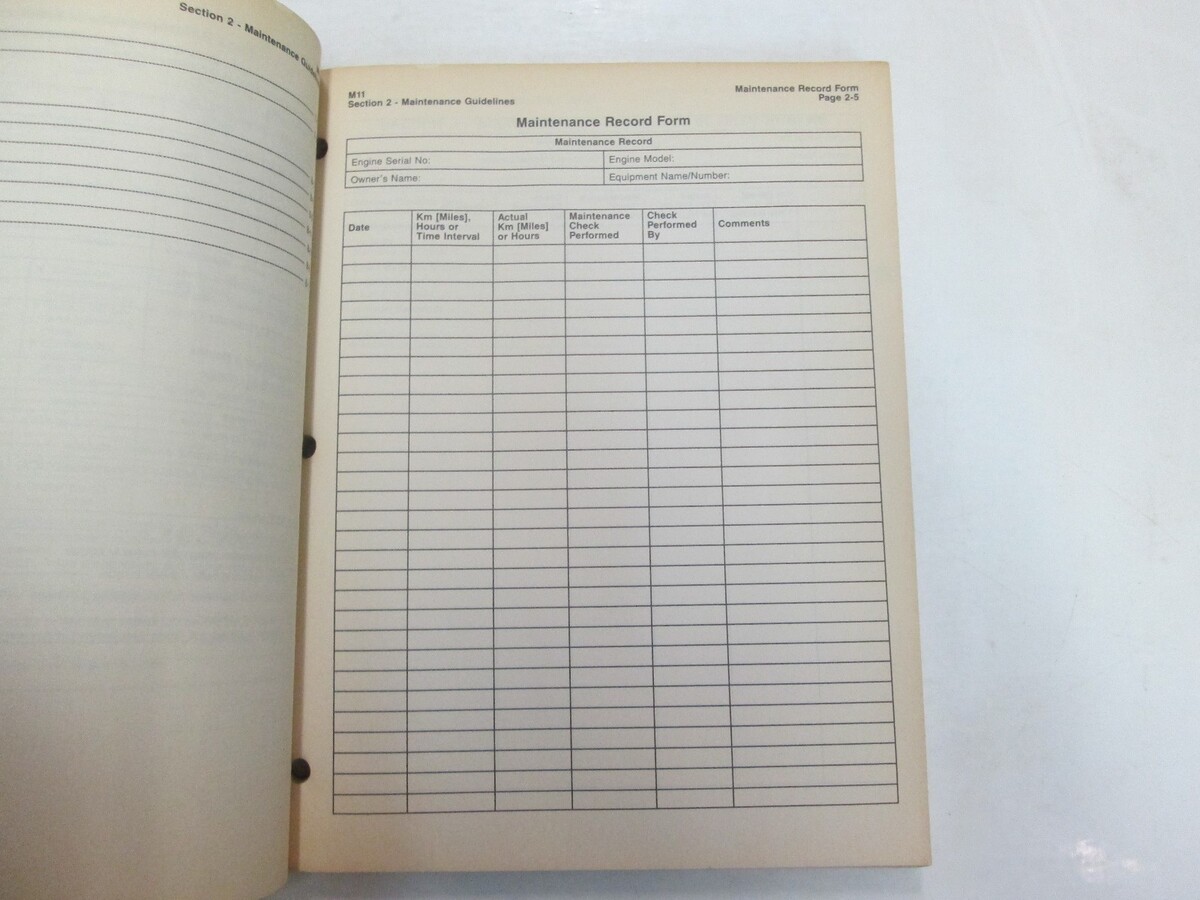 Section 2 - Maintenance
M11
Section 2 - Maintenance Guidelines
Maintenance Record Form
Page 2-5
Maintenance Record Form
Maintenance Record
Engine Serial No:
Engine Model:
Owner's Name:
Equipment Name/Number:
Date
Km [Miles],
Hours or
Time Interval
Actual
Km [Miles]
or Hours
Maintenance
Check
Performed
Check
Performed
By
Comments